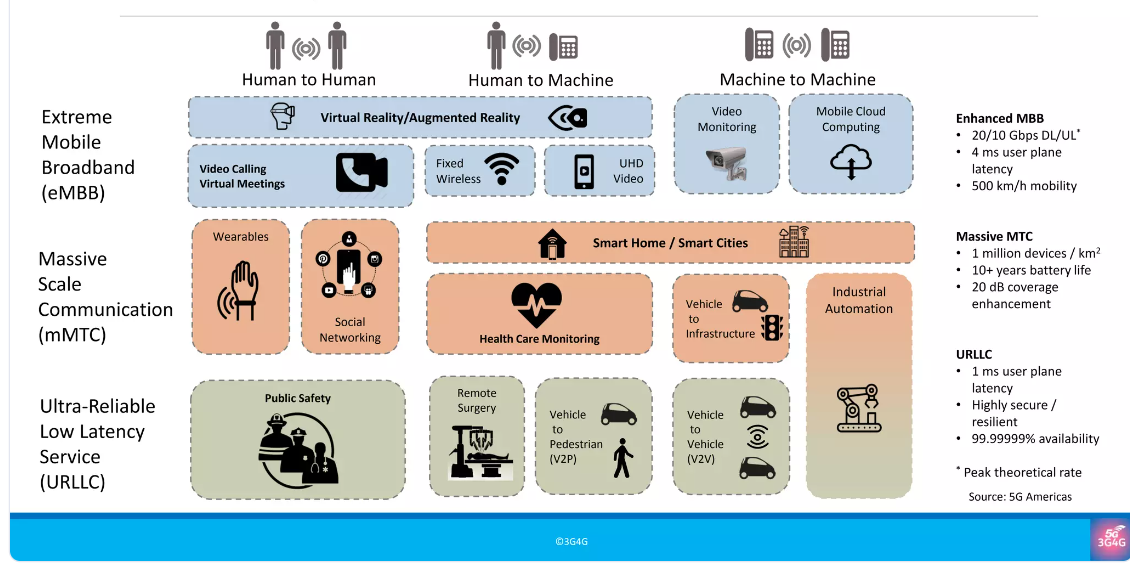 Human to Human
Human to Machine
Machine to Machine
Extreme
Mobile
Broadband
(eMBB)
Virtual Reality/Augmented Reality
Video Calling
Virtual Meetings
Fixed
Wireless
UHD
Video
Video
Monitoring
Mobile Cloud
Computing
Enhanced MBB
• 20/10 Gbps DL/UL*
• 4 ms user plane
latency
• 500 km/h mobility
Massive
Scale
Communication
(mMTC)
Wearables
Social
Networking
Smart Home / Smart Cities
Health Care Monitoring
Vehicle
to
Infrastructure
Industrial
Automation
Massive MTC
• 1 million devices / km2
• 10+ years battery life
• 20 dB coverage
enhancement
Ultra-Reliable
Low Latency
Service
(URLLC)
Public Safety
Remote
Surgery
Vehicle
to
Pedestrian
(V2P)
Vehicle
to
Vehicle
(V2V)
URLLC
• 1 ms user plane
latency
• Highly secure /
resilient
• 99.99999% availability
* Peak theoretical rate
Source: 5G Americas
©3G4G
5G
3G4G